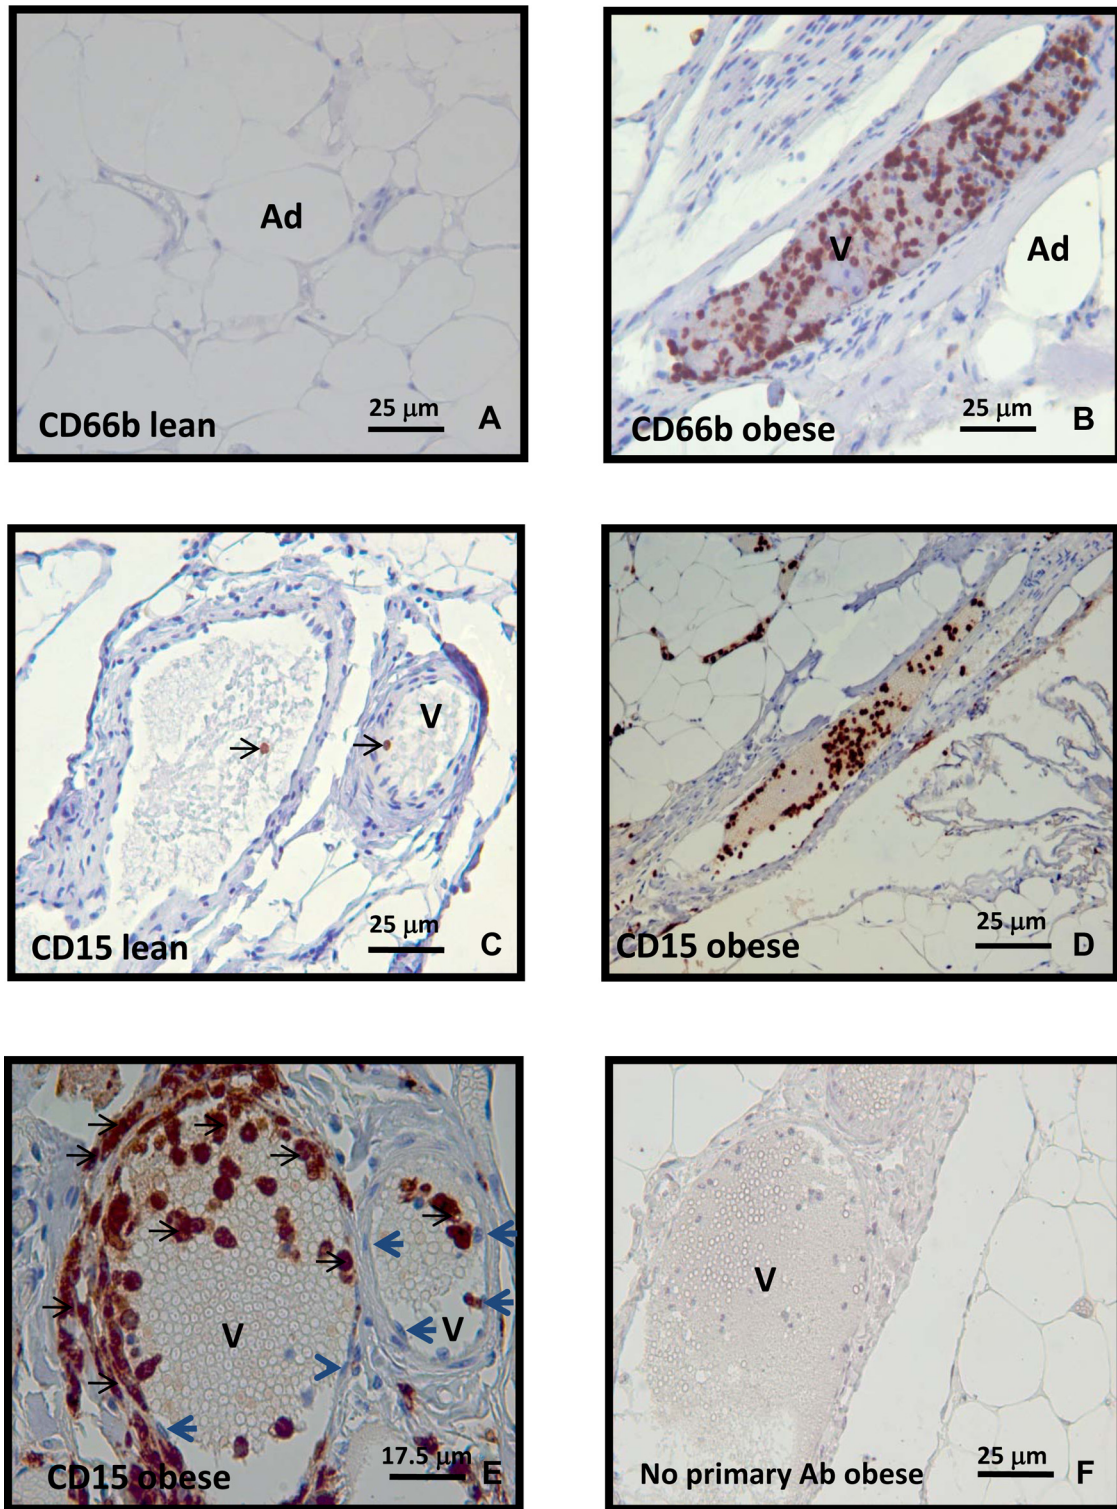 Ad
CD66b lean
25 μm
A
V
Ad
CD66b obese
25 μm
B
V
CD15 lean
25 μm
C
CD15 obese
25 μm
D
V
V
CD15 obese
17.5 μm
E
V
No primary Ab obese
25 μm
F